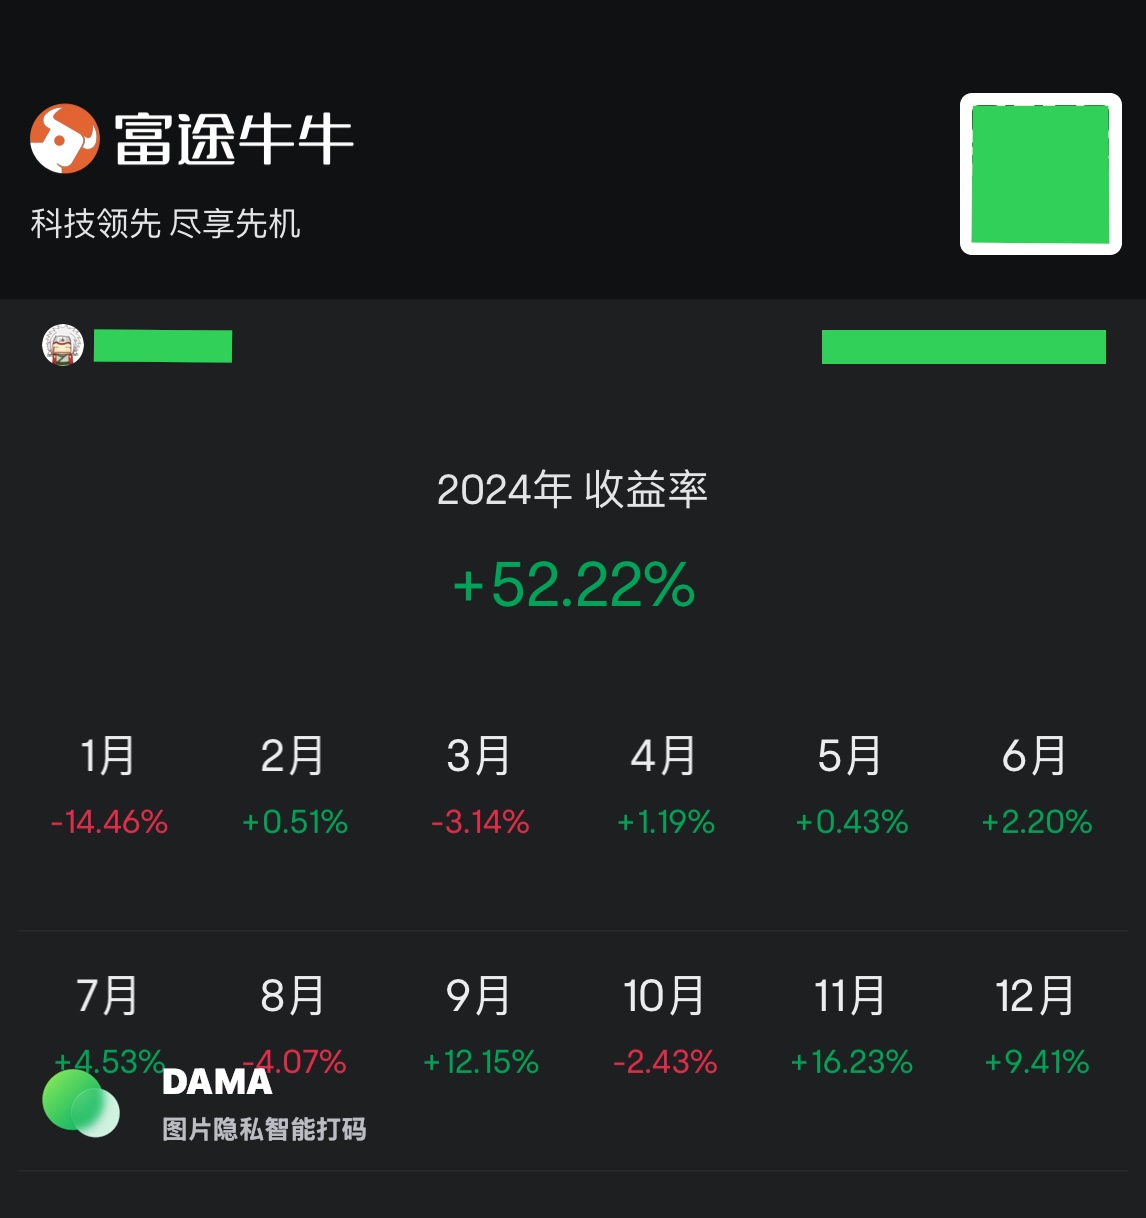 富途牛牛
科技领先 尽享先机
2024年 收益率
+52.22%
1月 2月 3月 4月 5月 6月
-14.46% +0.51% -3.14% +1.19% +0.43% +2.20%
7月 8月 9月 10月 11月 12月
+4.53% -4.07% +12.15% -2.43% +16.23% +9.41%
DAMA
图片隐私智能打码